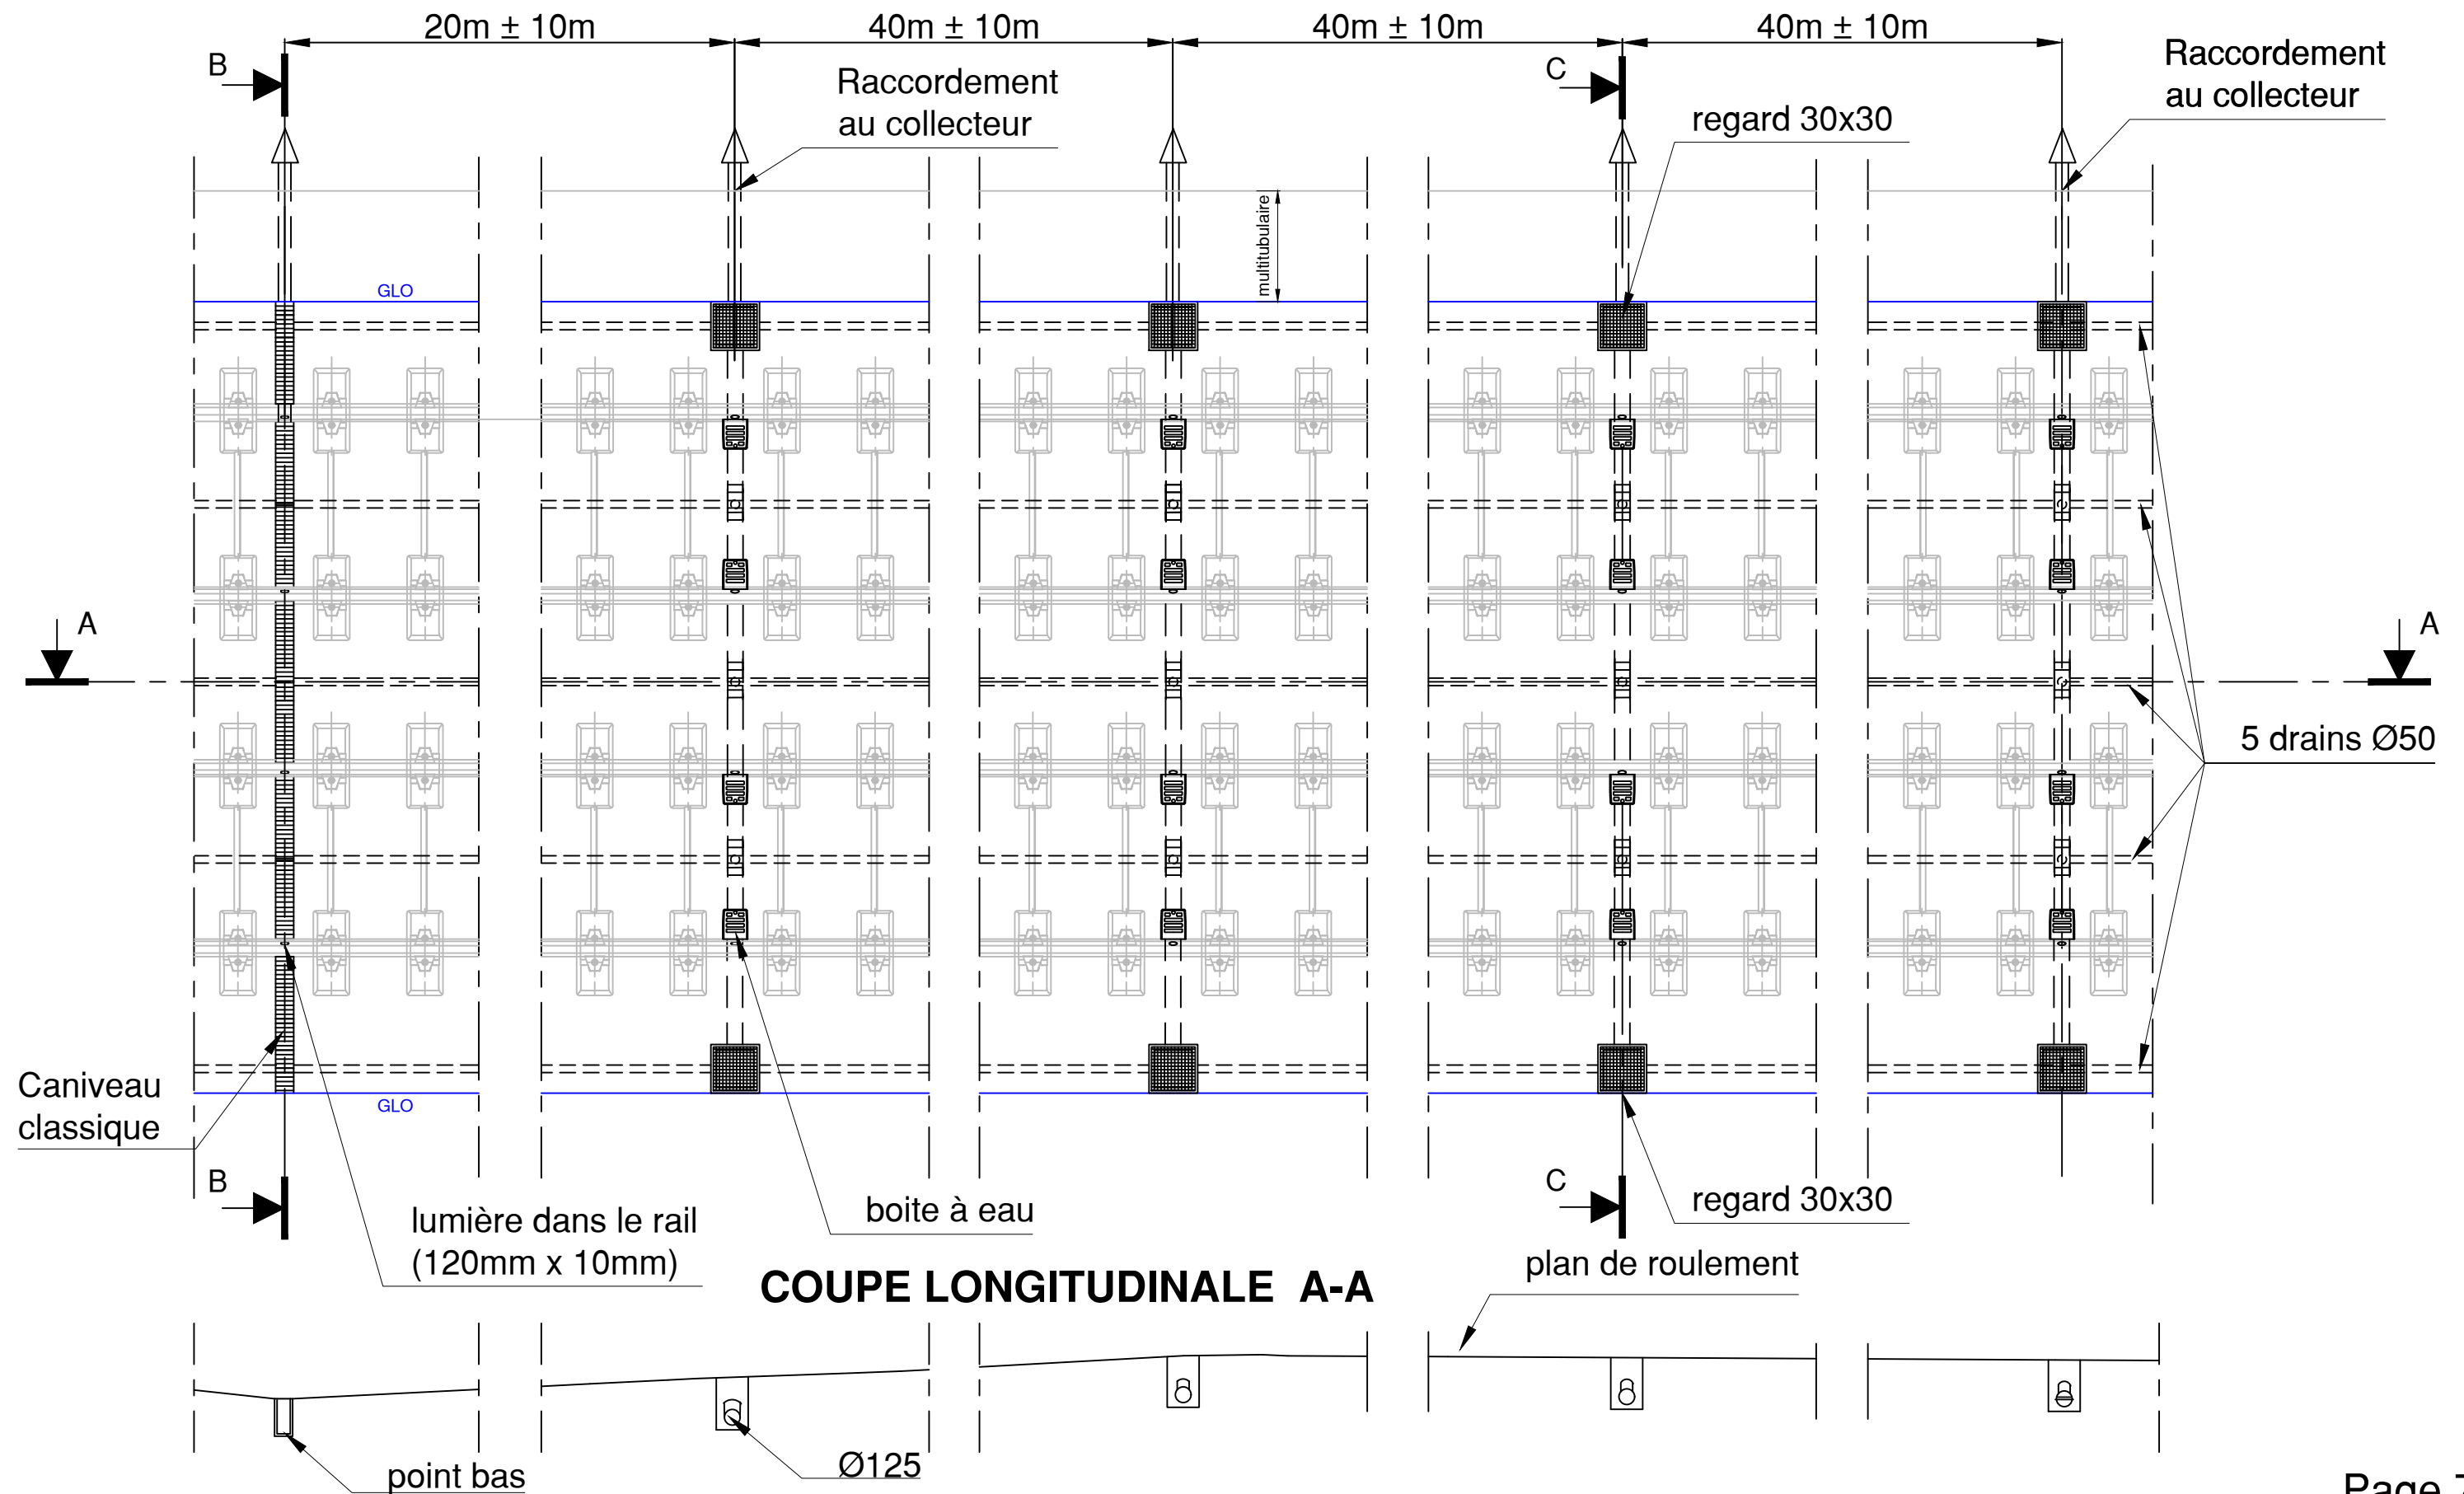 20m ± 10m
40m ± 10m
40m ± 10m
40m ± 10m
B
C
Raccordement
au collecteur
regard 30x30
Raccordement
au collecteur
multitubulaire
GLO
A
A
5 drains Ø50
Caniveau
classique
GLO
B
C
lumière dans le rail
(120mm x 10mm)
boite à eau
regard 30x30
plan de roulement
COUPE LONGITUDINALE A-A
point bas
Ø125
Page